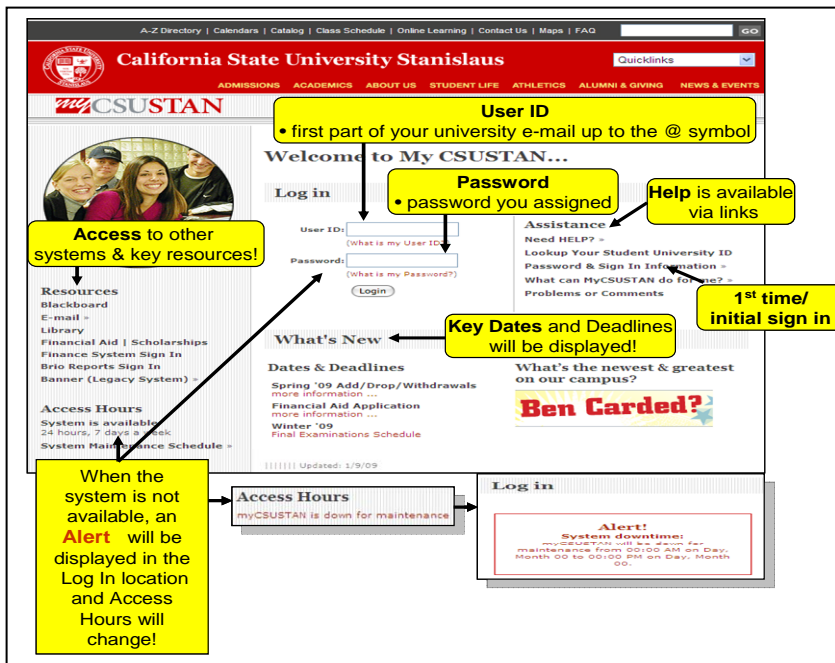 A-Z Directory | Calendars | Catalog | Class Schedule | Online Learning | Contact Us | Maps | FAQ
GO
California State University Stanislaus
Quicklinks
ADMISSIONS ACADEMICS ABOUT US STUDENT LIFE ATHLETICS ALUMNI & GIVING NEWS & EVENTS
myCSUSTAN
User ID
• first part of your university e-mail up to the @ symbol
Welcome to My CSUSTAN...
Log in
Password
• password you assigned
Help is available
via links
Access to other
systems & key resources!
User ID:
(What is my User ID?)
Password:
(What is my Password?)
Login
Assistance
Need HELP? »
Lookup Your Student University ID
Password & Sign In Information »
What can MyCSUSTAN do for me? »
Problems or Comments
1st time/
initial sign in
Resources
Blackboard
E-mail »
Library
Financial Aid | Scholarships
Finance System Sign In
Brio Reports Sign In
Banner (Legacy System) »
Access Hours
System is available
24 hours, 7 days a week
System Maintenance Schedule »
What's New
Key Dates and Deadlines
will be displayed!
Dates & Deadlines
Spring '09 Add/Drop/Withdrawals
more information ...
Financial Aid Application
more information ...
Winter '09
Final Examinations Schedule
What's the newest & greatest
on our campus?
Ben Carded?
||||||| Updated: 1/9/09
When the
system is not
available, an
Alert will be
displayed in the
Log In location
and Access
Hours will
change!
Access Hours
myCSUSTAN is down for maintenance
Log in
Alert!
System downtime:
myCSUSTAN will be down for
maintenance from 00:00 AM on Day,
Month 00 to 00:00 PM on Day, Month
00.